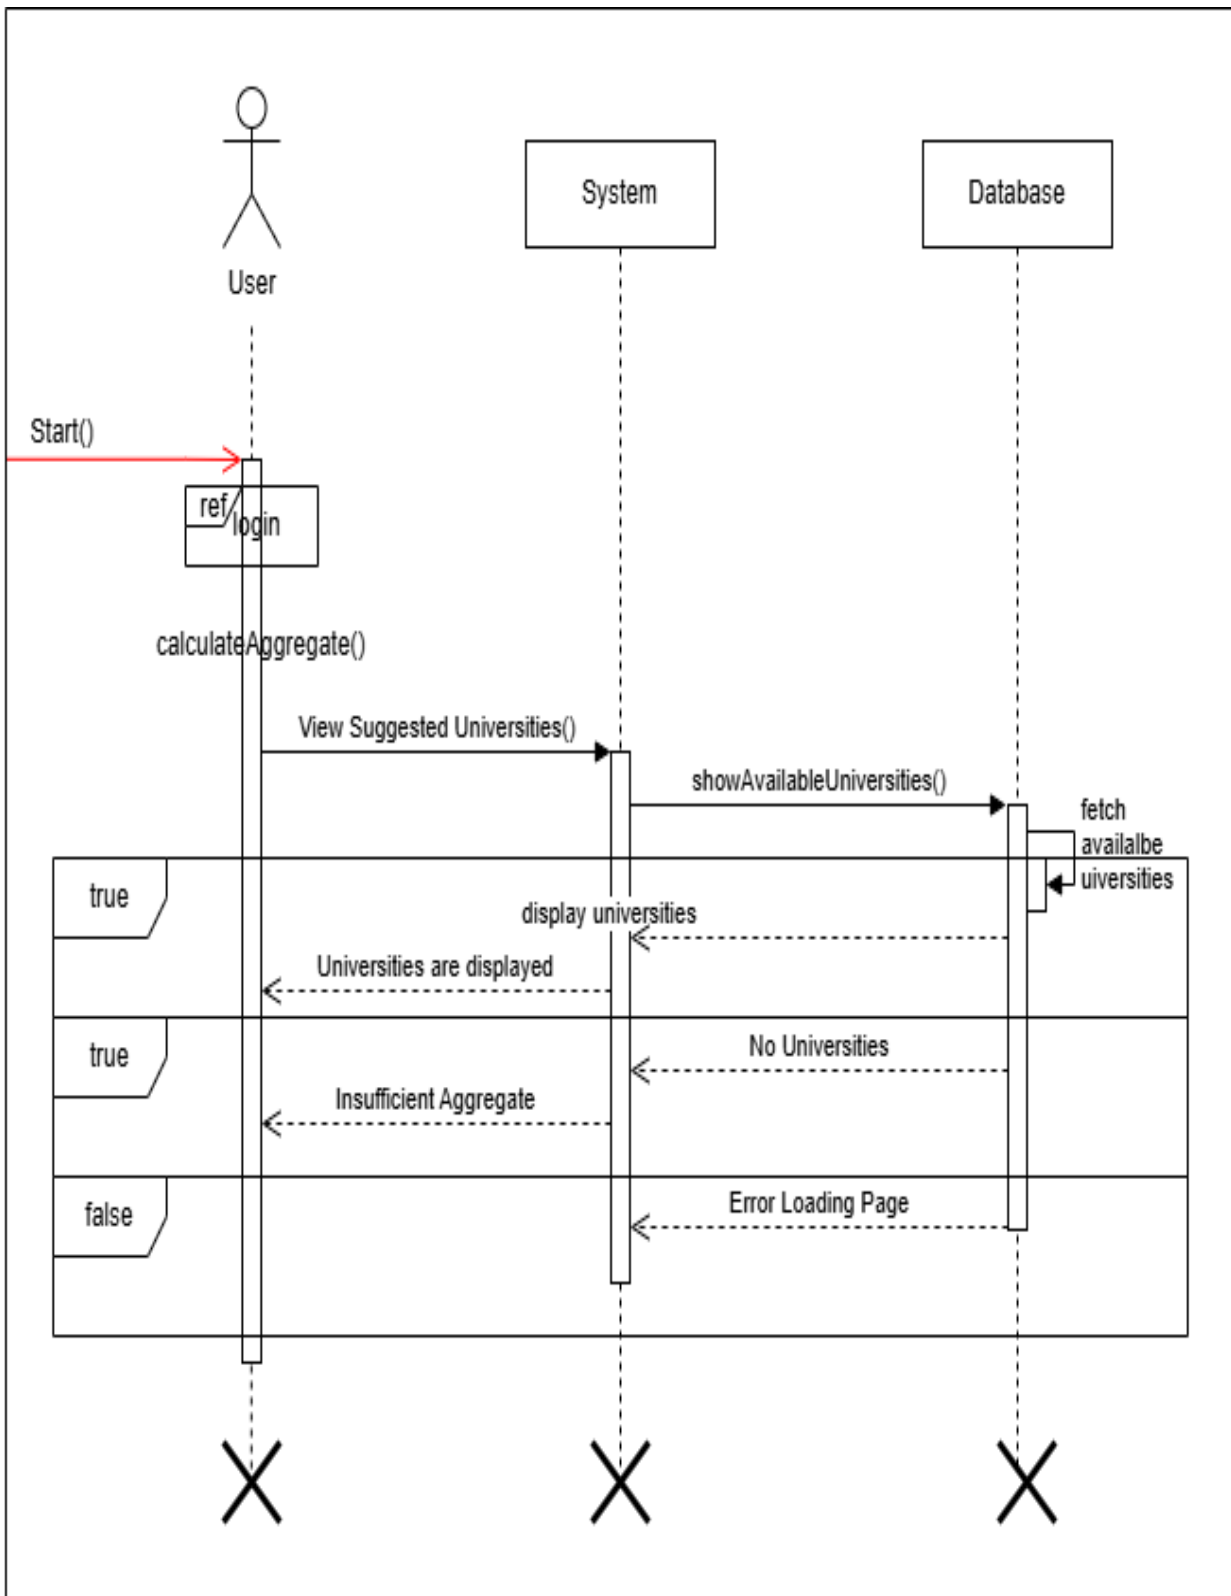 System
Database
User
Start()
ref
login
calculateAggregate()
View Suggested Universities()
showAvailableUniversities()
fetch
availalbe
uiversities
true
display universities
Universities are displayed
true
No Universities
Insufficient Aggregate
false
Error Loading Page